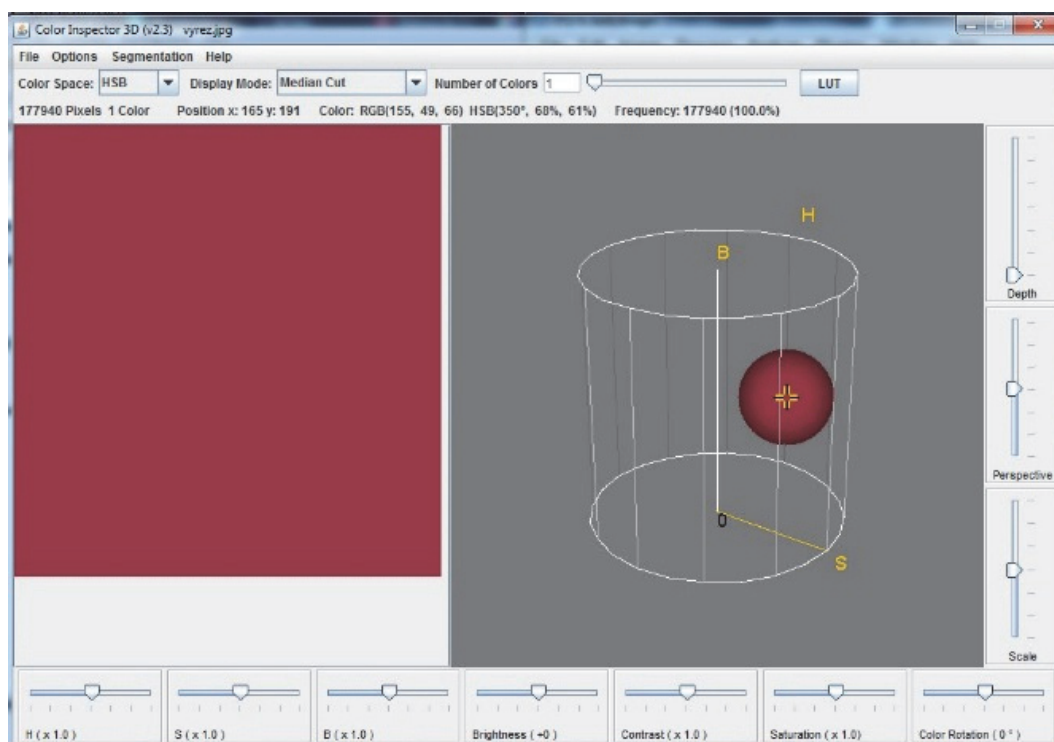 Color Inspector 3D (v2.3) vyrez.jpg
File Options Segmentation Help
Color Space: HSB Display Mode: Median Cut Number of Colors 1 LUT
177940 Pixels 1 Color Position x: 165 y: 191 Color: RGB(155, 49, 66) HSB(350°, 68%, 61%) Frequency: 177940 (100.0%)
H
B
Depth
Perspective
0
S
Scale
H ( x 1.0 ) S ( x 1.0 ) B ( x 1.0 ) Brightness ( +0 ) Contrast ( x 1.0 ) Saturation ( x 1.0 ) Color Rotation ( 0 ° )